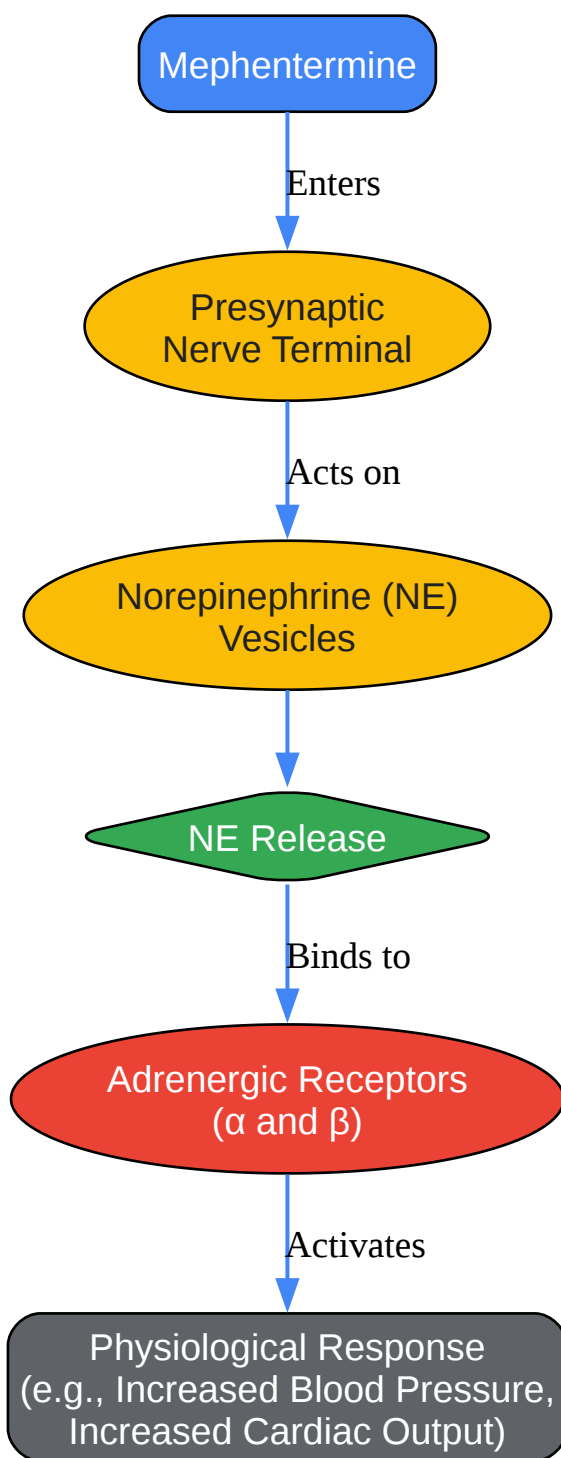 Mephentermine
Enters
Presynaptic
Nerve Terminal
Acts on
Norepinephrine (NE)
Vesicles
NE Release
Binds to
Adrenergic Receptors
(α and β)
Activates
Physiological Response
(e.g., Increased Blood Pressure,
Increased Cardiac Output)